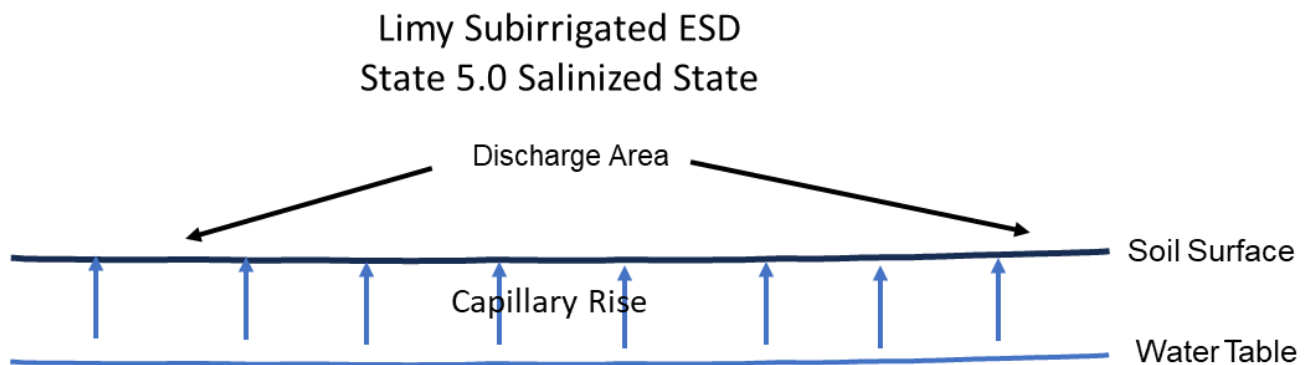 Limy Subirrigated ESD
State 5.0 Salinized State
Discharge Area
Soil Surface
Capillary Rise
Water Table